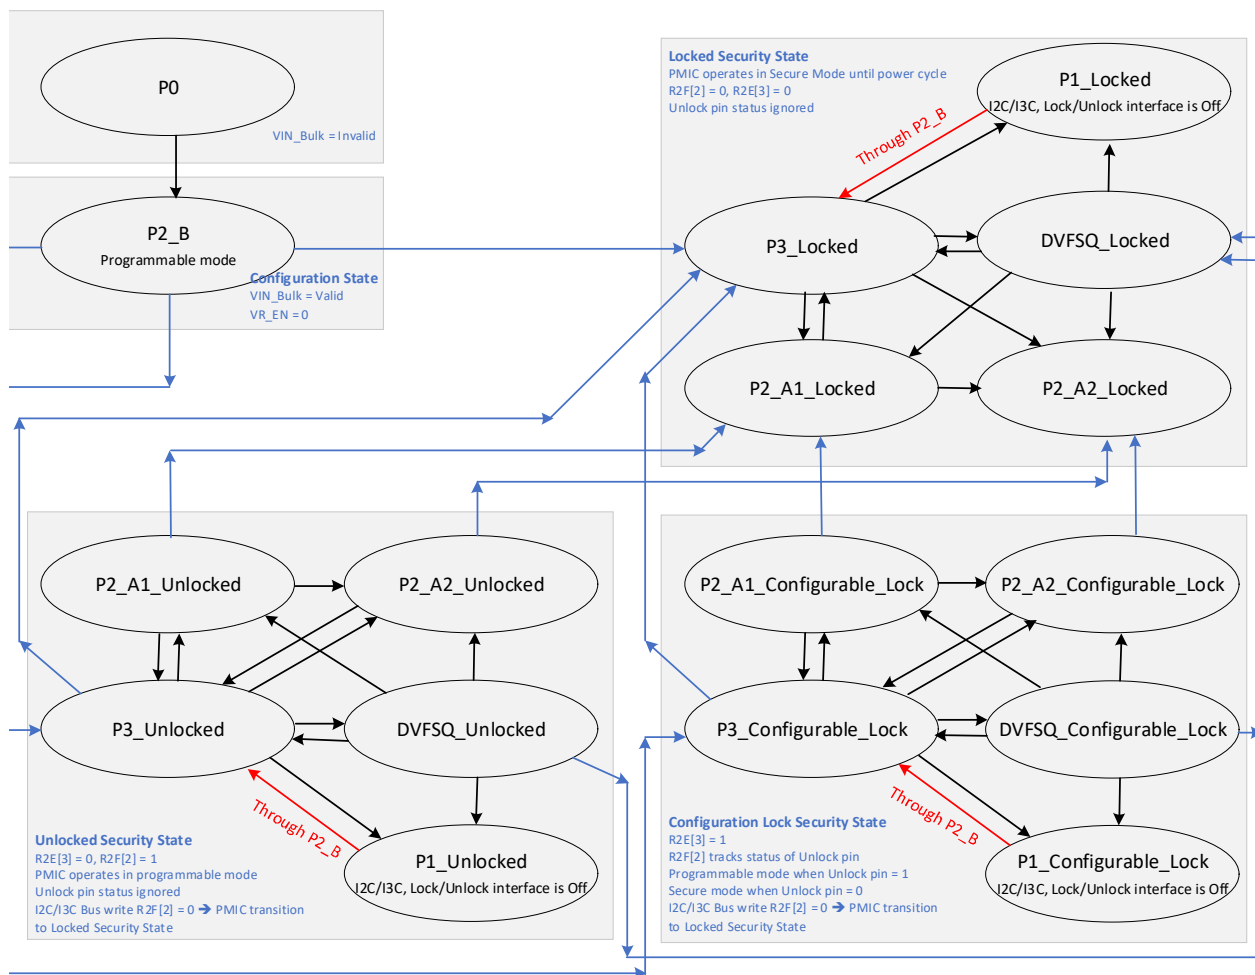 P0
VIN_Bulk = Invalid
P2_B
Programmable mode
Configuration State
VIN_Bulk = Valid
VR_EN = 0
Locked Security State
PMIC operates in Secure Mode until power cycle
R2F[2] = 0, R2E[3] = 0
Unlock pin status ignored
P1_Locked
I2C/I3C, Lock/Unlock interface is Off
Through P2_B
P3_Locked
DVFSQ_Locked
P2_A1_Locked
P2_A2_Locked
P2_A1_Unlocked
P2_A2_Unlocked
P3_Unlocked
DVFSQ_Unlocked
Through P2_B
Unlocked Security State
R2E[3] = 0, R2F[2] = 1
PMIC operates in programmable mode
Unlock pin status ignored
I2C/I3C Bus write R2F[2] = 0 ➔ PMIC transition
to Locked Security State
P1_Unlocked
I2C/I3C, Lock/Unlock interface is Off
P2_A1_Configurable_Lock
P2_A2_Configurable_Lock
P3_Configurable_Lock
DVFSQ_Configurable_Lock
Through P2_B
Configuration Lock Security State
R2E[3] = 1
R2F[2] tracks status of Unlock pin
Programmable mode when Unlock pin = 1
Secure mode when Unlock pin = 0
I2C/I3C Bus write R2F[2] = 0 ➔ PMIC transition
to Locked Security State
P1_Configurable_Lock
I2C/I3C, Lock/Unlock interface is Off